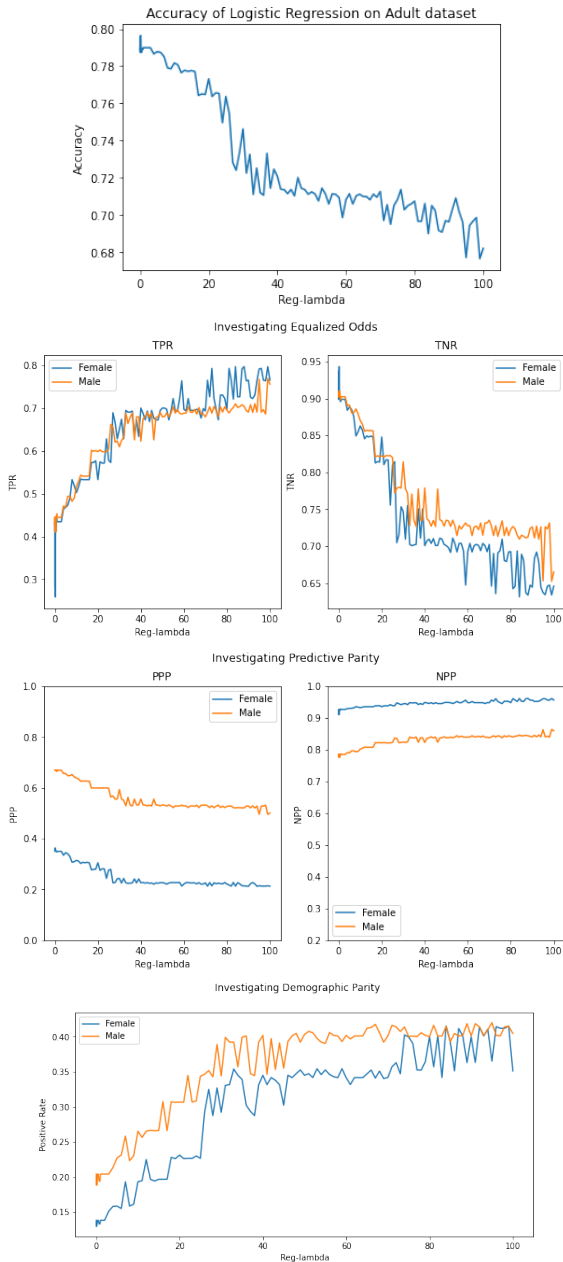 Accuracy of Logistic Regression on Adult dataset
0.80
0.78
0.76
0.74
0.72
0.70
0.68
Accuracy
0 20 40 60 80 100
Reg-lambda
Investigating Equalized Odds
TPR
Female
Male
0.8
0.7
0.6
0.5
0.4
0.3
TPR
0 20 40 60 80 100
Reg-lambda
TNR
Female
Male
0.95
0.90
0.85
0.80
0.75
0.70
0.65
TNR
0 20 40 60 80 100
Reg-lambda
Investigating Predictive Parity
PPP
Female
Male
1.0
0.8
0.6
0.4
0.2
0.0
PPP
0 20 40 60 80 100
Reg-lambda
NPP
1.0
0.9
0.8
0.7
0.6
0.5
0.4
0.3
0.2
NPP
Female
Male
0 20 40 60 80 100
Reg-lambda
Investigating Demographic Parity
Female
Male
0.40
0.35
0.30
0.25
0.20
0.15
Positive Rate
0 20 40 60 80 100
Reg-lambda